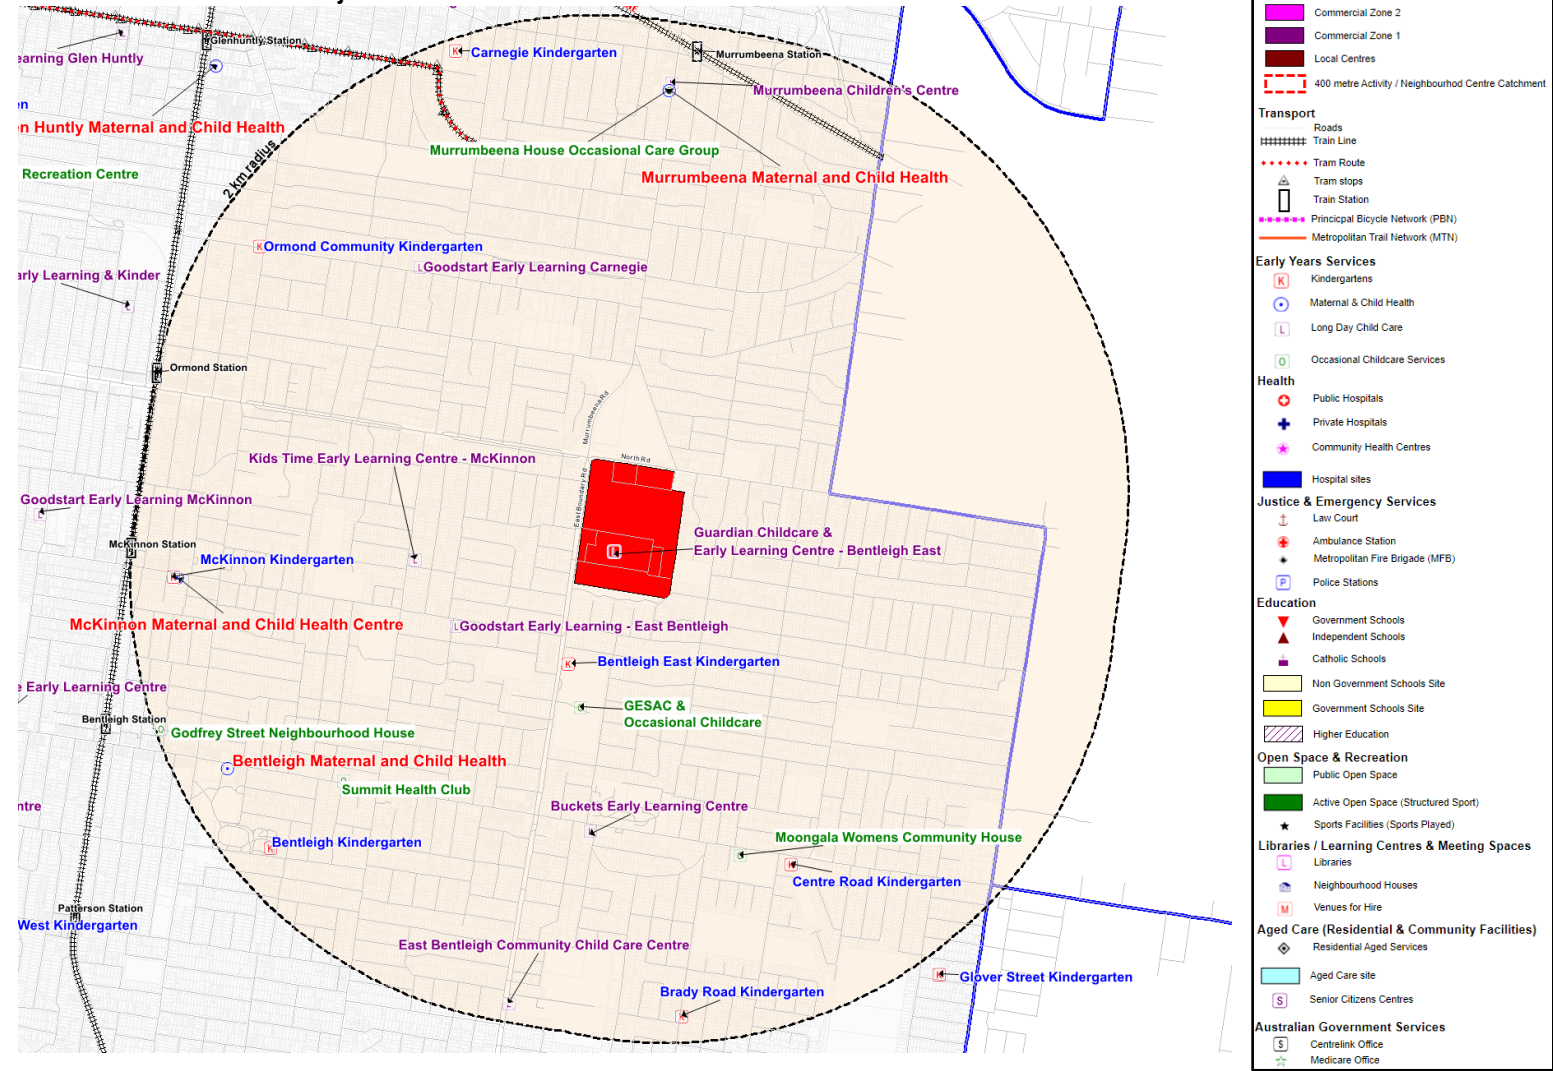 Glenhuntly Station
Carnegie Kindergarten
Murrumbeena Station
earning Glen Huntly
Murrumbeena Children's Centre
en
en Huntly Maternal and Child Health
Murrumbeena House Occasional Care Group
2 km radius
Recreation Centre
Murrumbeena Maternal and Child Health
Ormond Community Kindergarten
Goodstart Early Learning Carnegie
arly Learning & Kinder
Ormond Station
Murrumbeena Rd
North Rd
Kids Time Early Learning Centre - McKinnon
East Boundary Rd
Goodstart Early Learning McKinnon
Guardian Childcare &
Early Learning Centre - Bentleigh East
McKinnon Station
McKinnon Kindergarten
McKinnon Maternal and Child Health Centre
Goodstart Early Learning - East Bentleigh
Bentleigh East Kindergarten
e Early Learning Centre
GESAC &
Occasional Childcare
Bentleigh Station
Godfrey Street Neighbourhood House
Bentleigh Maternal and Child Health
Summit Health Club
ntre
Buckets Early Learning Centre
Moongala Womens Community House
Bentleigh Kindergarten
Centre Road Kindergarten
Patterson Station
West Kindergarten
East Bentleigh Community Child Care Centre
Glover Street Kindergarten
Brady Road Kindergarten
Commercial Zone 2
Commercial Zone 1
Local Centres
400 metre Activity / Neighbourhod Centre Catchment
Transport
Roads
Train Line
Tram Route
Tram stops
Train Station
Princicpal Bicycle Network (PBN)
Metropolitan Trail Network (MTN)
Early Years Services
K Kindergartens
Maternal & Child Health
L Long Day Child Care
O Occasional Childcare Services
Health
Public Hospitals
Private Hospitals
Community Health Centres
Hospital sites
Justice & Emergency Services
Law Court
Ambulance Station
Metropolitan Fire Brigade (MFB)
P Police Stations
Education
Government Schools
Independent Schools
Catholic Schools
Non Government Schools Site
Government Schools Site
Higher Education
Open Space & Recreation
Public Open Space
Active Open Space (Structured Sport)
Sports Facilities (Sports Played)
Libraries / Learning Centres & Meeting Spaces
L Libraries
Neighbourhood Houses
M Venues for Hire
Aged Care (Residential & Community Facilities)
Residential Aged Services
Aged Care site
S Senior Citizens Centres
Australian Government Services
$ Centrelink Office
Medicare Office